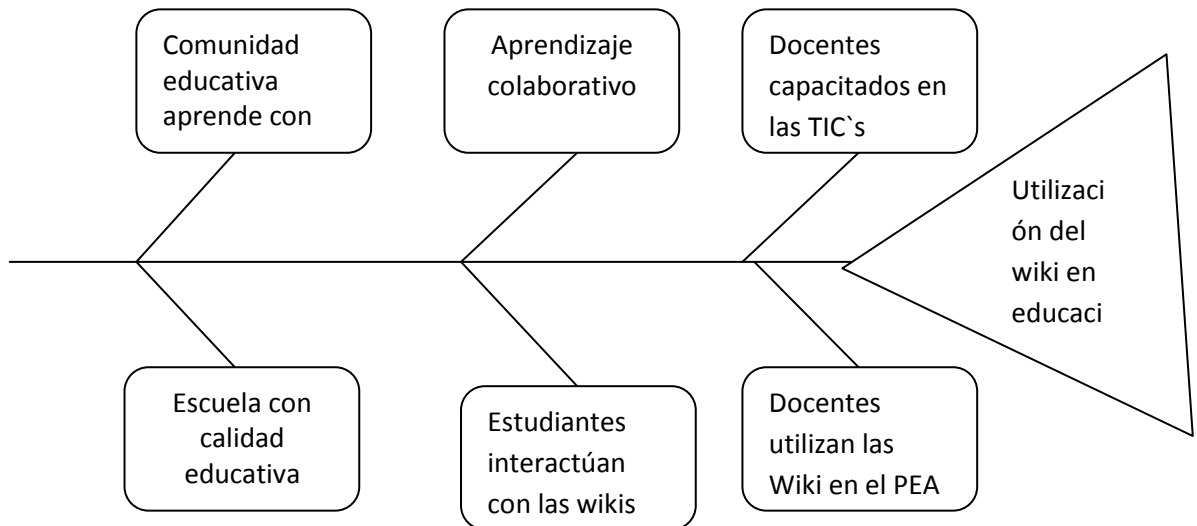 Comunidad
educativa
aprende con
Aprendizaje
colaborativo
Docentes
capacitados en
las TIC`s
Utilizaci
ón del
wiki en
educaci
Escuela con
calidad
educativa
Estudiantes
interactúan
con las wikis
Docentes
utilizan las
Wiki en el PEA